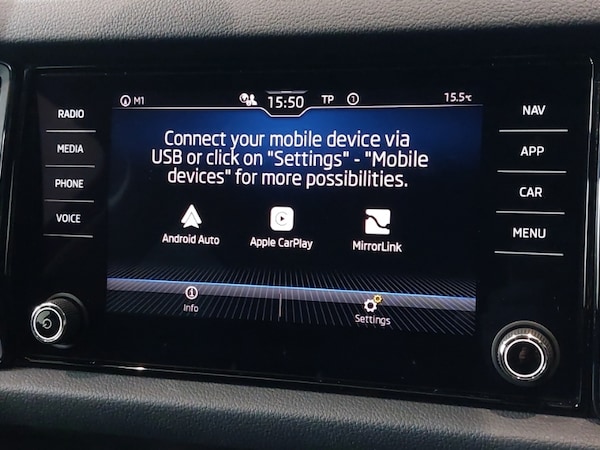 M1 15:50 TP 1 15.5°C
RADIO
MEDIA
PHONE
VOICE
Connect your mobile device via
USB or click on "Settings" - "Mobile
devices" for more possibilities.
Android Auto Apple CarPlay MirrorLink
Info Settings
NAV
APP
CAR
MENU